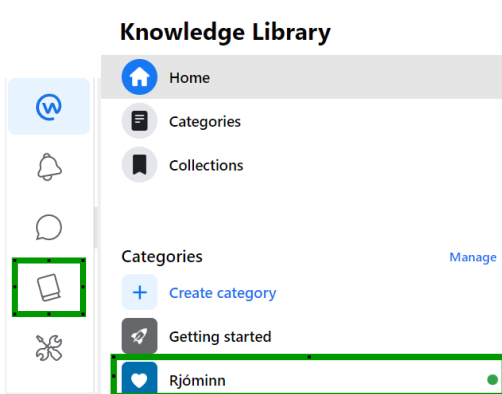 Knowledge Library
Home
Categories
Collections
Categories
Manage
Create category
Getting started
Rjóminn